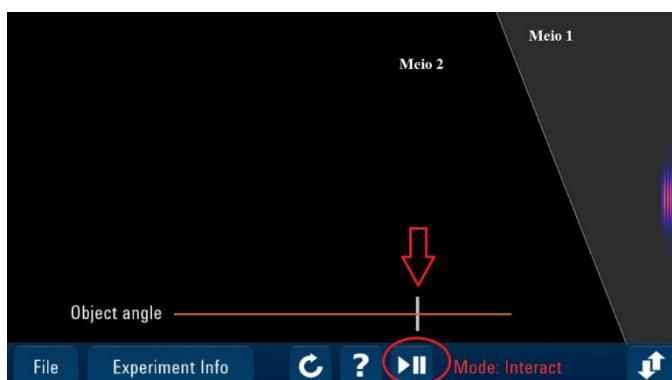 Meio 1
Meio 2
Object angle
File
Experiment Info
?
Mode: Interact